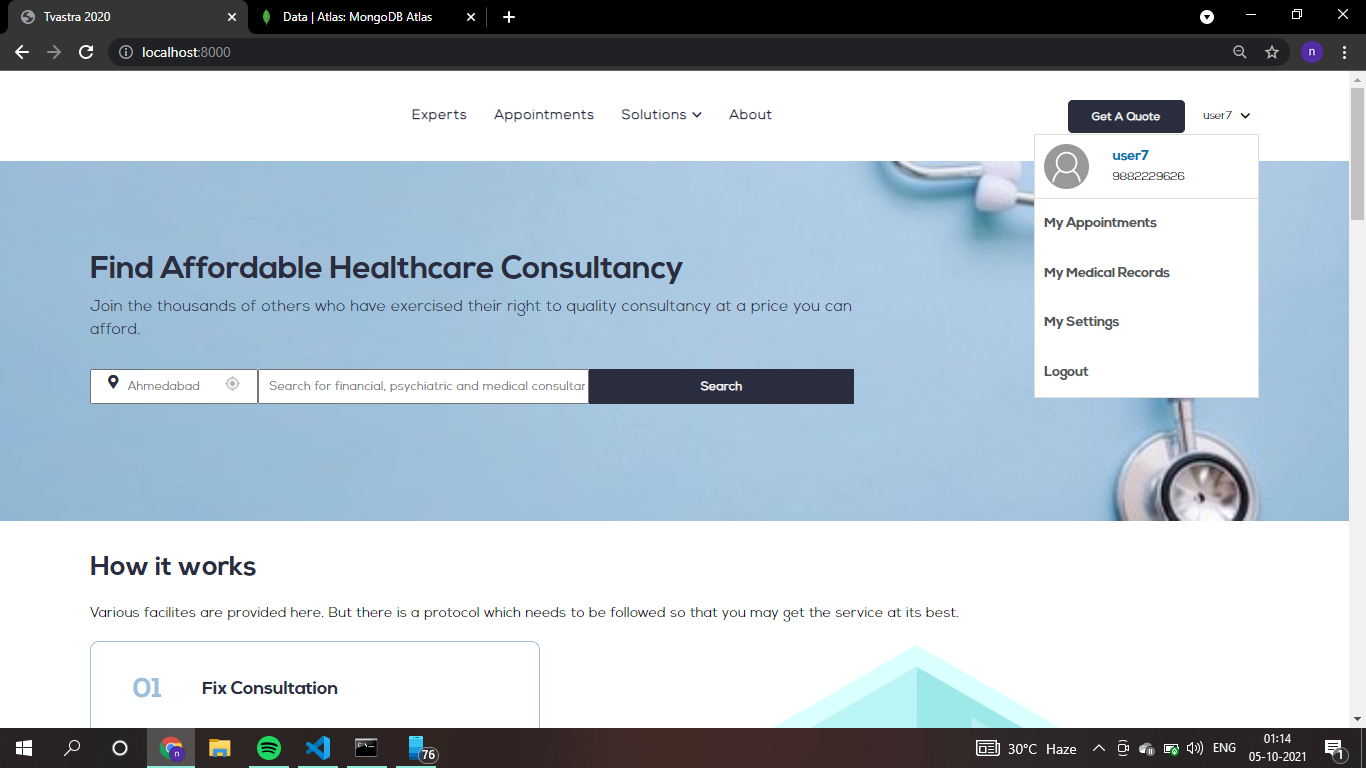 Tvastra 2020
Data | Atlas: MongoDB Atlas
localhost:8000
n
Experts
Appointments
Solutions
About
Get A Quote
user7
user7
9882229626
My Appointments
My Medical Records
My Settings
Logout
Find Affordable Healthcare Consultancy
Join the thousands of others who have exercised their right to quality consultancy at a price you can
afford.
Ahmedabad
Search for financial, psychiatric and medical consultan
Search
How it works
Various facilites are provided here. But there is a protocol which needs to be followed so that you may get the service at its best.
01
Fix Consultation
n
76
30°C Haze
ENG
01:14
05-10-2021
1